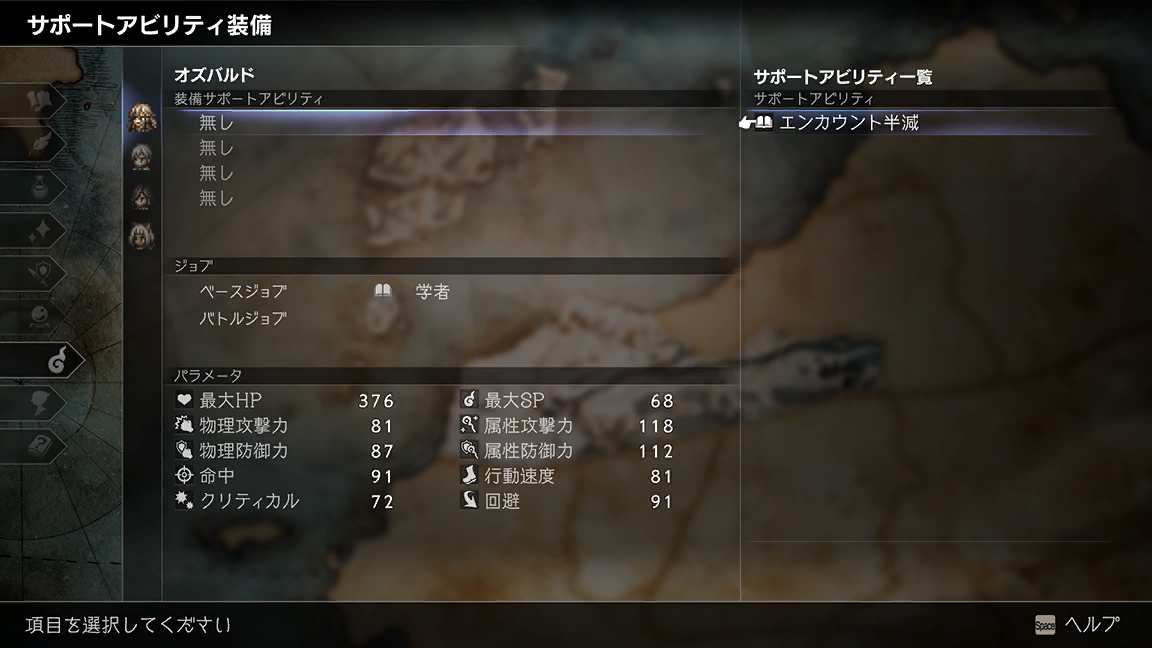 サポートアビリティ装備
オズバルド
装備サポートアビリティ
無し
無し
無し
無し
ジョブ
ベースジョブ 学者
バトルジョブ
パラメータ
最大HP 376 最大SP 68
物理攻撃力 81 属性攻撃力 118
物理防御力 87 属性防御力 112
命中 91 行動速度 81
クリティカル 72 回避 91
サポートアビリティ一覧
サポートアビリティ
エンカウント半減
項目を選択してください
Space ヘルプ